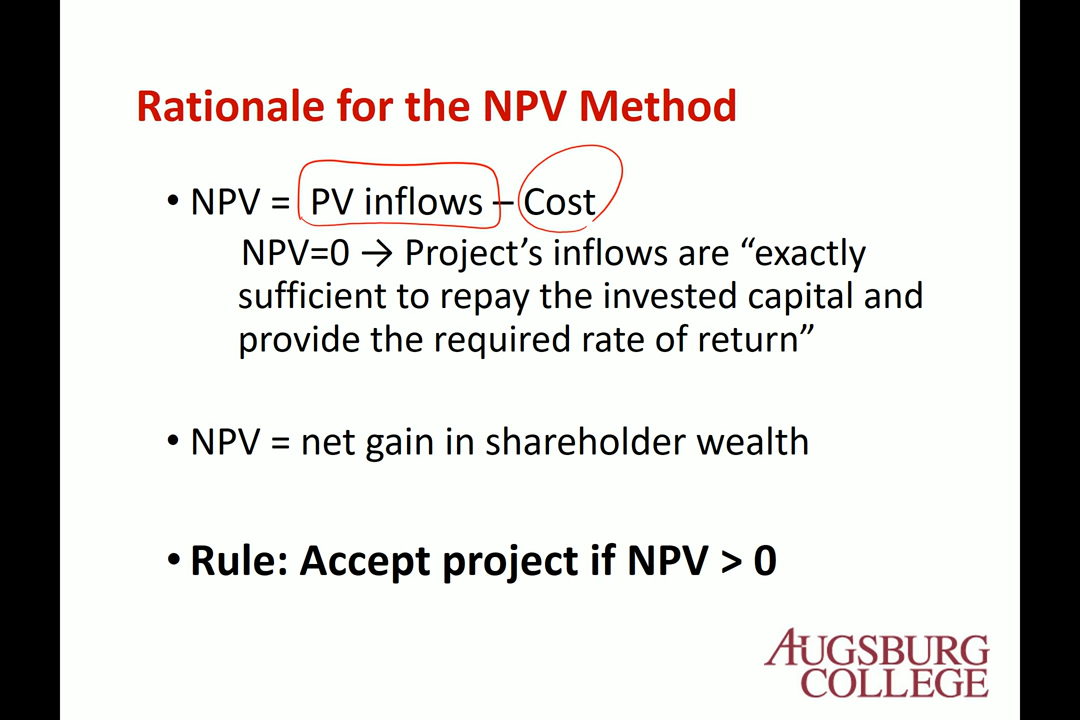 Rationale for the NPV Method
• NPV = PV inflows – Cost
NPV=0 → Project’s inflows are “exactly
sufficient to repay the invested capital and
provide the required rate of return”
• NPV = net gain in shareholder wealth
• Rule: Accept project if NPV > 0
AUGSBURG
COLLEGE